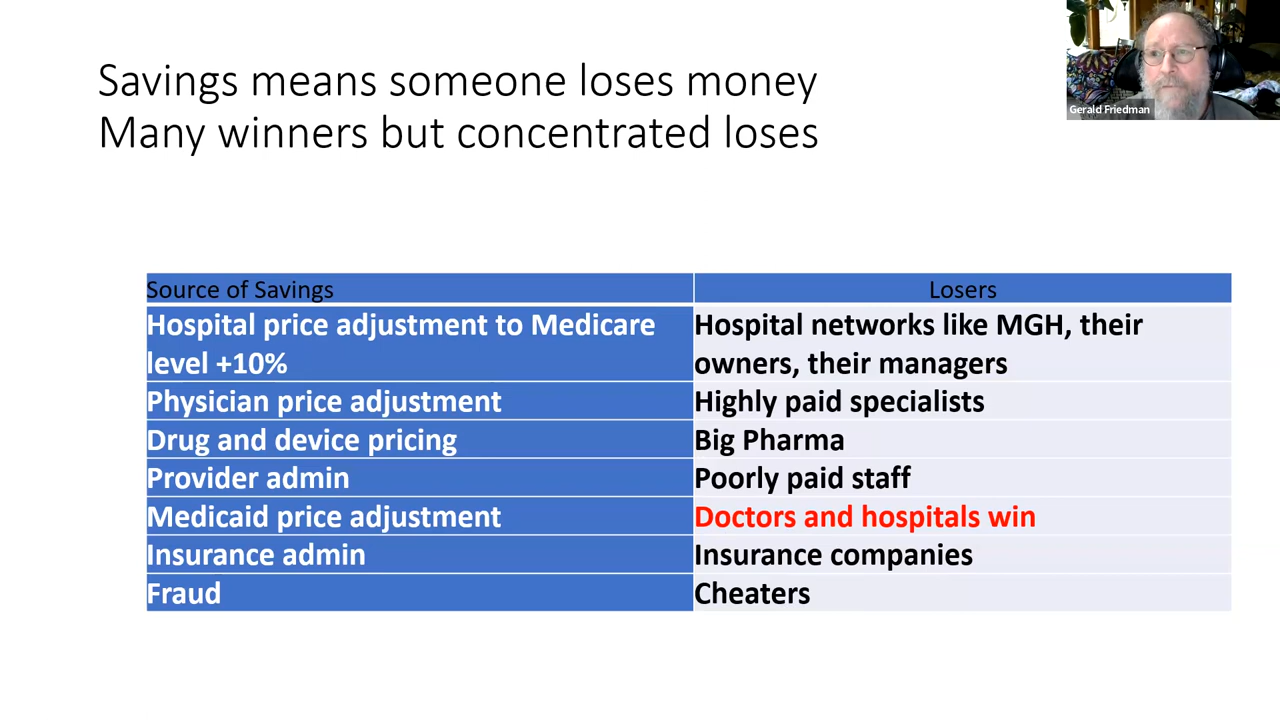 Savings means someone loses money
Many winners but concentrated loses
Gerald Friedman
Source of Savings
Losers
Hospital price adjustment to Medicare
level +10%
Hospital networks like MGH, their
owners, their managers
Physician price adjustment
Highly paid specialists
Drug and device pricing
Big Pharma
Provider admin
Poorly paid staff
Medicaid price adjustment
Doctors and hospitals win
Insurance admin
Insurance companies
Fraud
Cheaters